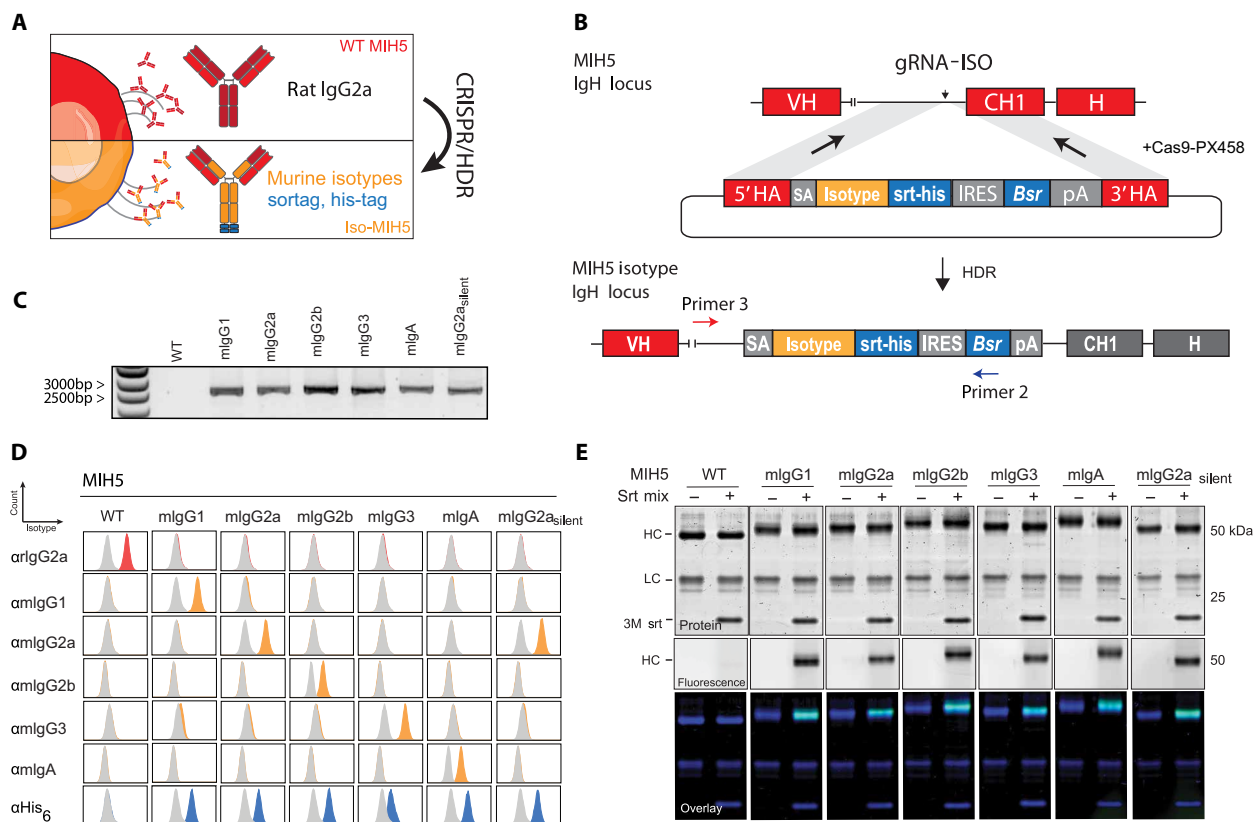 A
WT MIH5
Rat IgG2a
CRISPR/HDR
Murine isotypes
sortag, his-tag
Iso-MIH5
B
MIH5
IgH locus
gRNA-ISO
VH
CH1
H
+Cas9-PX458
5' HA SA Isotype srt-his IRES Bsr pA 3' HA
HDR
MIH5 isotype
IgH locus
Primer 3
VH SA Isotype srt-his IRES Bsr pA CH1 H
Primer 2
C
WT mIgG1 mIgG2a mIgG2b mIgG3 mIgA mIgG2a silent
3000bp >
2500bp >
D
MIH5
Count
Isotype
WT mIgG1 mIgG2a mIgG2b mIgG3 mIgA mIgG2a silent
αrIgG2a
αmIgG1
αmIgG2a
αmIgG2b
αmIgG3
αmIgA
αHis6
E
MIH5 WT mIgG1 mIgG2a mIgG2b mIgG3 mIgA mIgG2a silent
Srt mix – + – + – + – + – + – + – +
HC – 50 kDa
LC –
25
3M srt –
Protein
HC – 50
Fluorescence
Overlay